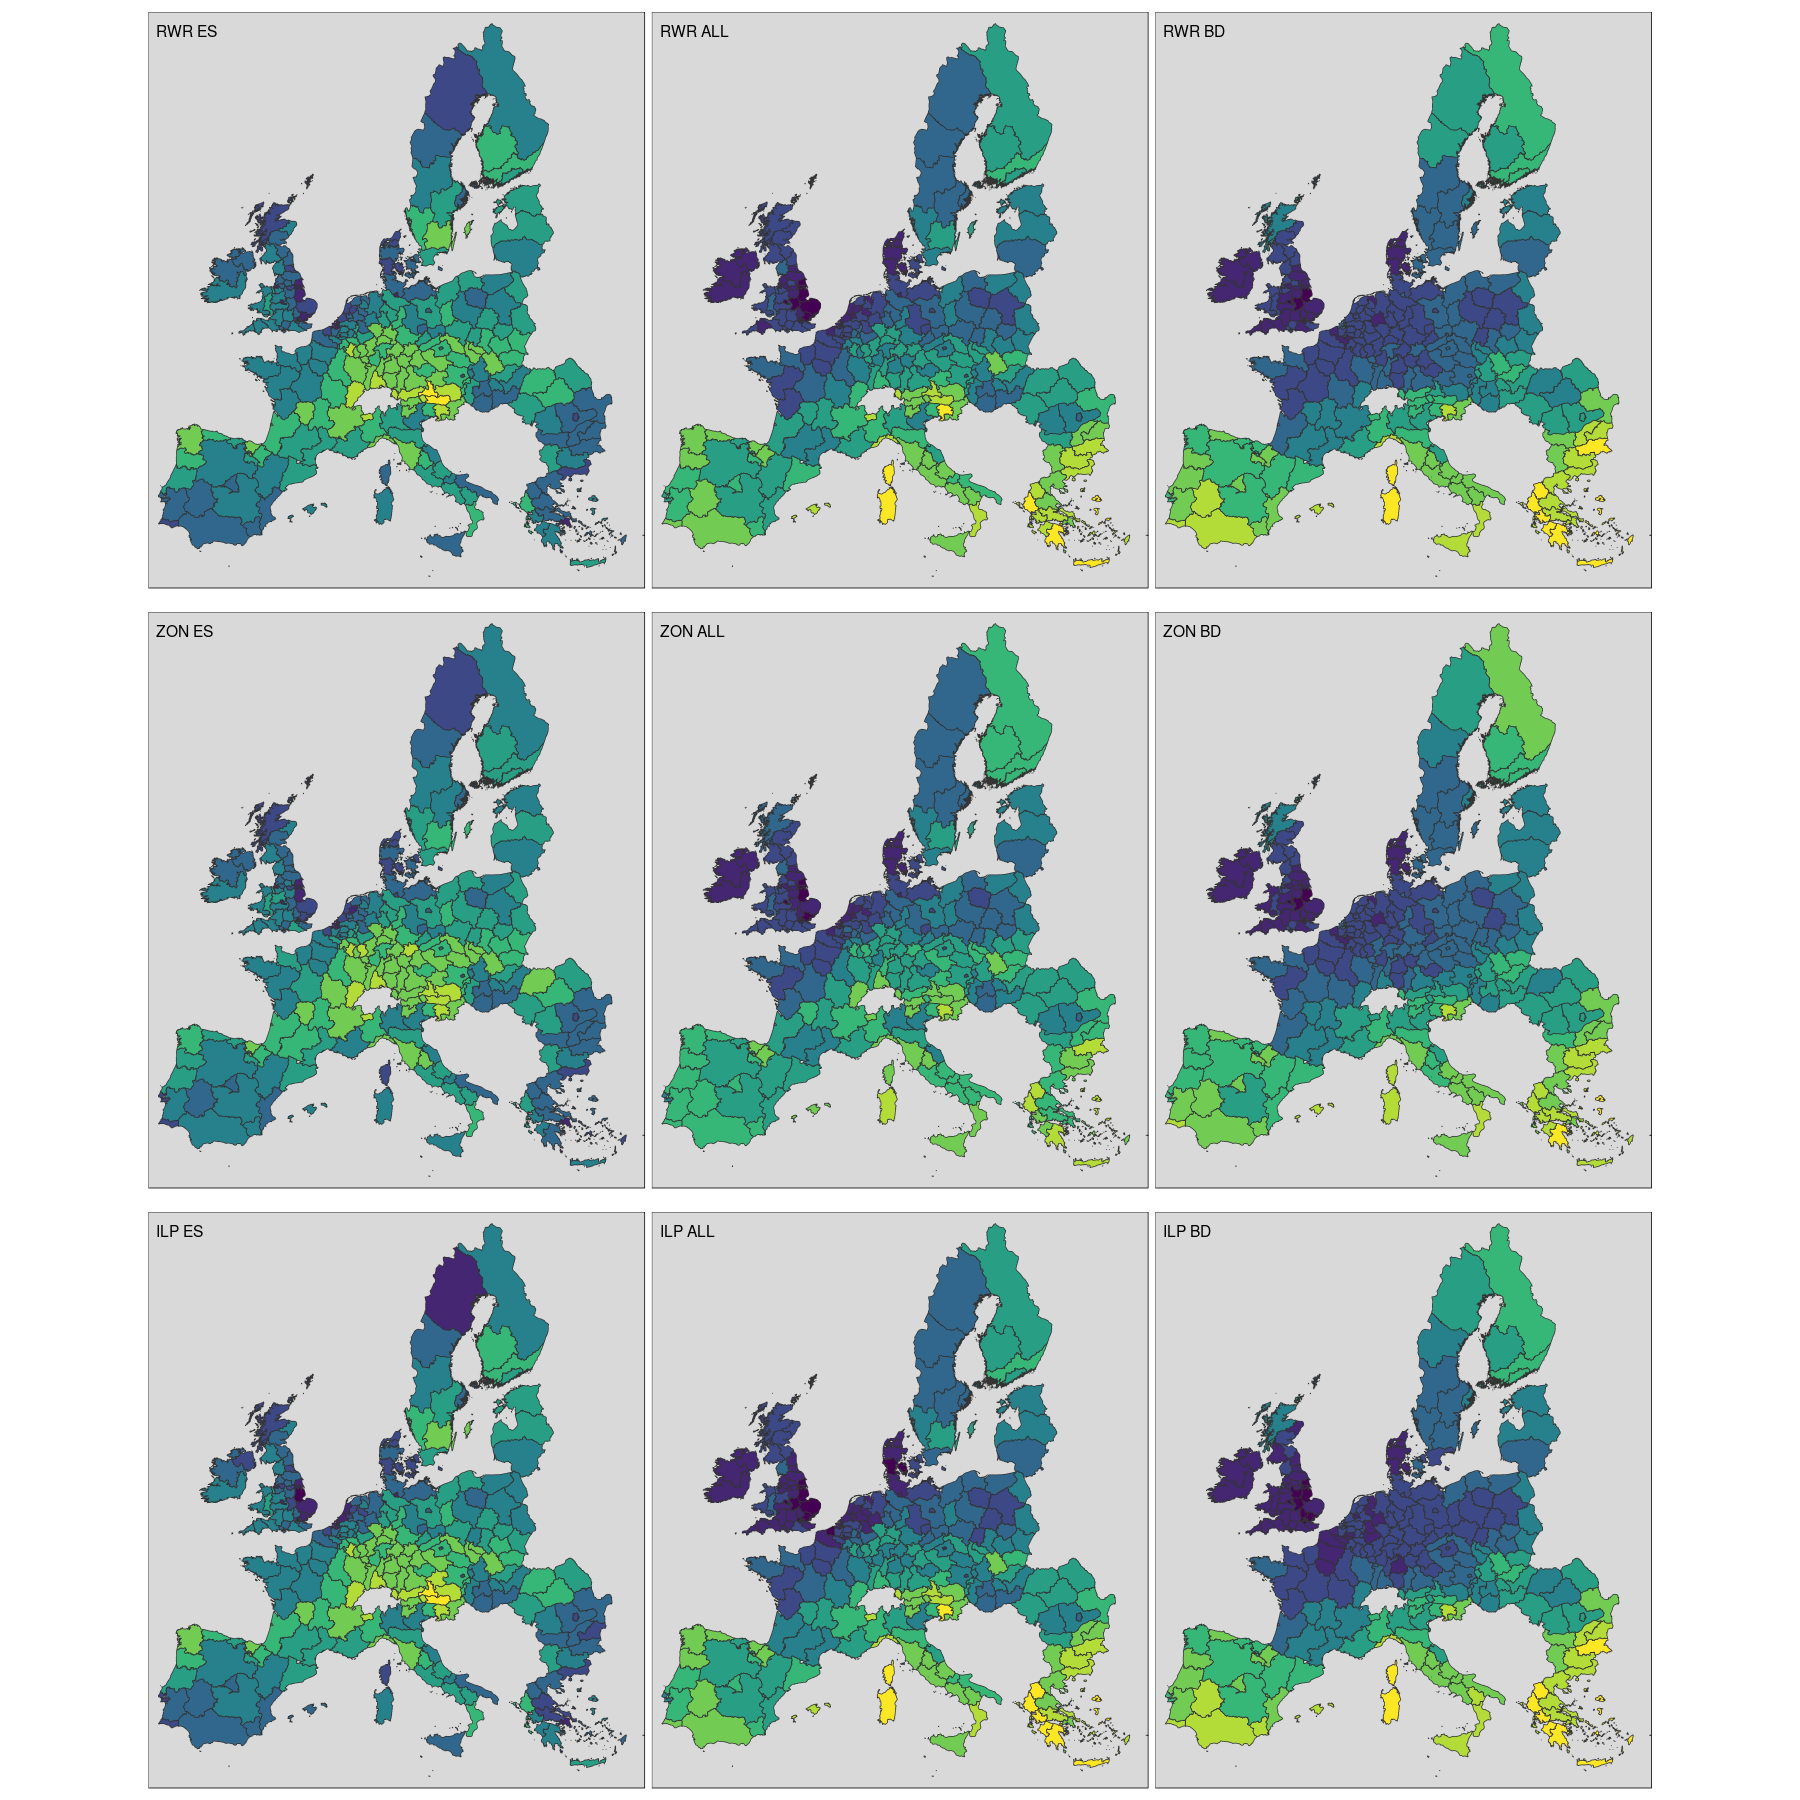 RWR ES
RWR ALL
RWR BD
ZON ES
ZON ALL
ZON BD
ILP ES
ILP ALL
ILP BD